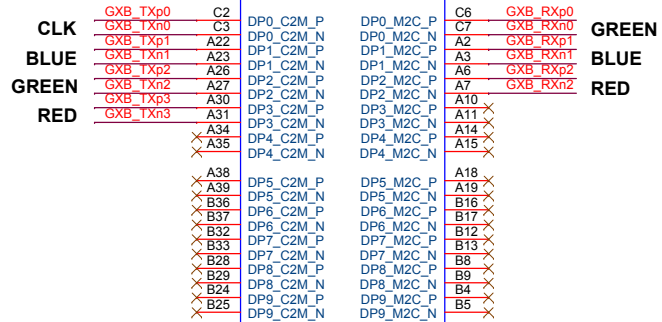 GXB_TXp0 C2 DP0_C2M_P DP0_M2C_P C6 GXB_RXp0
CLK GXB_TXn0 C3 DP0_C2M_N DP0_M2C_N C7 GXB_RXn0 GREEN
GXB_TXp1 A22 DP1_C2M_P DP1_M2C_P A2 GXB_RXp1
BLUE GXB_TXn1 A23 DP1_C2M_N DP1_M2C_N A3 GXB_RXn1 BLUE
GXB_TXp2 A26 DP2_C2M_P DP2_M2C_P A6 GXB_RXp2
GREEN GXB_TXn2 A27 DP2_C2M_N DP2_M2C_N A7 GXB_RXn2 RED
GXB_TXp3 A30 DP3_C2M_P DP3_M2C_P A10
RED GXB_TXn3 A31 DP3_C2M_N DP3_M2C_N A11
A34 DP4_C2M_P DP4_M2C_P A14
A35 DP4_C2M_N DP4_M2C_N A15
A38 DP5_C2M_P DP5_M2C_P A18
A39 DP5_C2M_N DP5_M2C_N A19
B36 DP6_C2M_P DP6_M2C_P B16
B37 DP6_C2M_N DP6_M2C_N B17
B32 DP7_C2M_P DP7_M2C_P B12
B33 DP7_C2M_N DP7_M2C_N B13
B28 DP8_C2M_P DP8_M2C_P B8
B29 DP8_C2M_N DP8_M2C_N B9
B24 DP9_C2M_P DP9_M2C_P B4
B25 DP9_C2M_N DP9_M2C_N B5